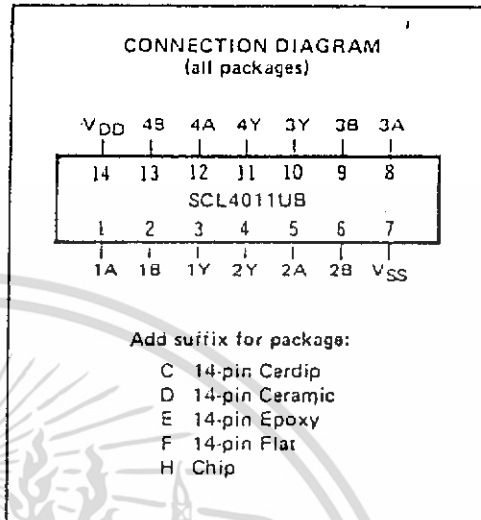 CONNECTION DIAGRAM
(all packages)
VDD 4B 4A 4Y 3Y 3B 3A
14 13 12 11 10 9 8
SCL4011UB
1 2 3 4 5 6 7
1A 1B 1Y 2Y 2A 2B VSS
Add suffix for package:
C 14-pin Cerdip
D 14-pin Ceramic
E 14-pin Epoxy
F 14-pin Flat
H Chip